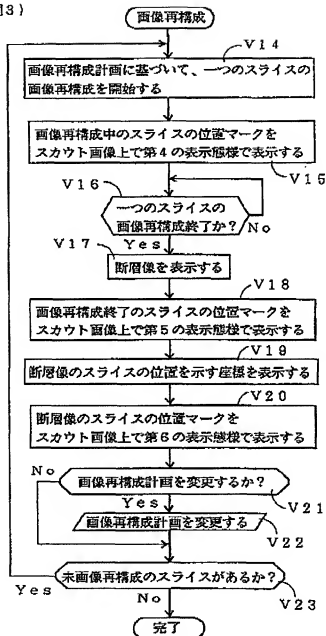 画像再構成
V14
画像再構成計画に基づいて、一つのスライスの
画像再構成を開始する
画像再構成中のスライスの位置マークを
スカウト画像上で第4の表示態様で表示する
V15
V16
一つのスライスの
画像再構成終了か?
No
Yes
V17
断層像を表示する
V18
画像再構成終了のスライスの位置マークを
スカウト画像上で第5の表示態様で表示する
V19
断層像のスライスの位置を示す座標を表示する
V20
断層像のスライスの位置マークを
スカウト画像上で第6の表示態様で表示する
No
画像再構成計画を変更するか?
Yes
V21
画像再構成計画を変更する
V22
未画像再構成のスライスがあるか?
Yes
No
V23
完了